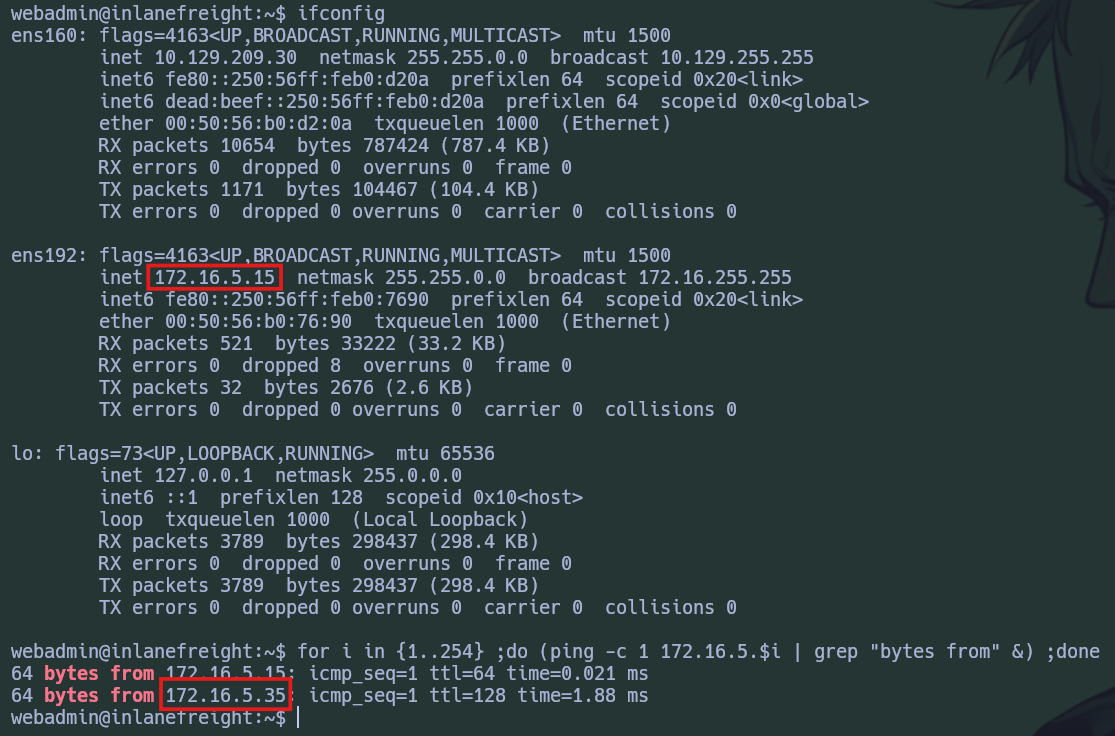 webadmin@inlanefreight:~$ ifconfig
ens160: flags=4163<UP,BROADCAST,RUNNING,MULTICAST>  mtu 1500
        inet 10.129.209.30  netmask 255.255.0.0  broadcast 10.129.255.255
        inet6 fe80::250:56ff:feb0:d20a  prefixlen 64  scopeid 0x20<link>
        inet6 dead:beef::250:56ff:feb0:d20a  prefixlen 64  scopeid 0x0<global>
        ether 00:50:56:b0:d2:0a  txqueuelen 1000  (Ethernet)
        RX packets 10654  bytes 787424 (787.4 KB)
        RX errors 0  dropped 0  overruns 0  frame 0
        TX packets 1171  bytes 104467 (104.4 KB)
        TX errors 0  dropped 0 overruns 0  carrier 0  collisions 0

ens192: flags=4163<UP,BROADCAST,RUNNING,MULTICAST>  mtu 1500
        inet 172.16.5.15  netmask 255.255.0.0  broadcast 172.16.255.255
        inet6 fe80::250:56ff:feb0:7690  prefixlen 64  scopeid 0x20<link>
        ether 00:50:56:b0:76:90  txqueuelen 1000  (Ethernet)
        RX packets 521  bytes 33222 (33.2 KB)
        RX errors 0  dropped 8  overruns 0  frame 0
        TX packets 32  bytes 2676 (2.6 KB)
        TX errors 0  dropped 0 overruns 0  carrier 0  collisions 0

lo: flags=73<UP,LOOPBACK,RUNNING>  mtu 65536
        inet 127.0.0.1  netmask 255.0.0.0
        inet6 ::1  prefixlen 128  scopeid 0x10<host>
        loop  txqueuelen 1000  (Local Loopback)
        RX packets 3789  bytes 298437 (298.4 KB)
        RX errors 0  dropped 0  overruns 0  frame 0
        TX packets 3789  bytes 298437 (298.4 KB)
        TX errors 0  dropped 0 overruns 0  carrier 0  collisions 0

webadmin@inlanefreight:~$ for i in {1..254} ;do (ping -c 1 172.16.5.$i | grep "bytes from" &) ;done
64 bytes from 172.16.5.15: icmp_seq=1 ttl=64 time=0.021 ms
64 bytes from 172.16.5.35: icmp_seq=1 ttl=128 time=1.88 ms
webadmin@inlanefreight:~$